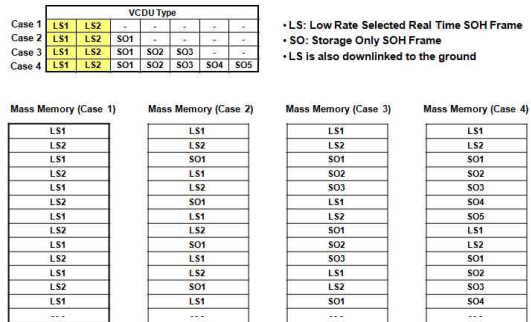 VCDU Type
Case 1 LS1 LS2 - - - - -
Case 2 LS1 LS2 SO1 - - - -
Case 3 LS1 LS2 SO1 SO2 SO3 - -
Case 4 LS1 LS2 SO1 SO2 SO3 SO4 SO5
• LS: Low Rate Selected Real Time SOH Frame
• SO: Storage Only SOH Frame
• LS is also downlinked to the ground
Mass Memory (Case 1) Mass Memory (Case 2) Mass Memory (Case 3) Mass Memory (Case 4)
LS1 LS1 LS1 LS1
LS2 LS2 LS2 LS2
LS1 SO1 SO1 SO1
LS2 LS1 SO2 SO2
LS1 LS2 SO3 SO3
LS2 SO1 LS1 SO4
LS1 LS1 LS2 SO5
LS2 LS2 SO1 LS1
LS1 SO1 SO2 LS2
LS2 LS1 SO3 SO1
LS1 LS2 LS1 SO2
LS2 SO1 LS2 SO3
LS1 LS1 SO1 SO4
... ... ... ...